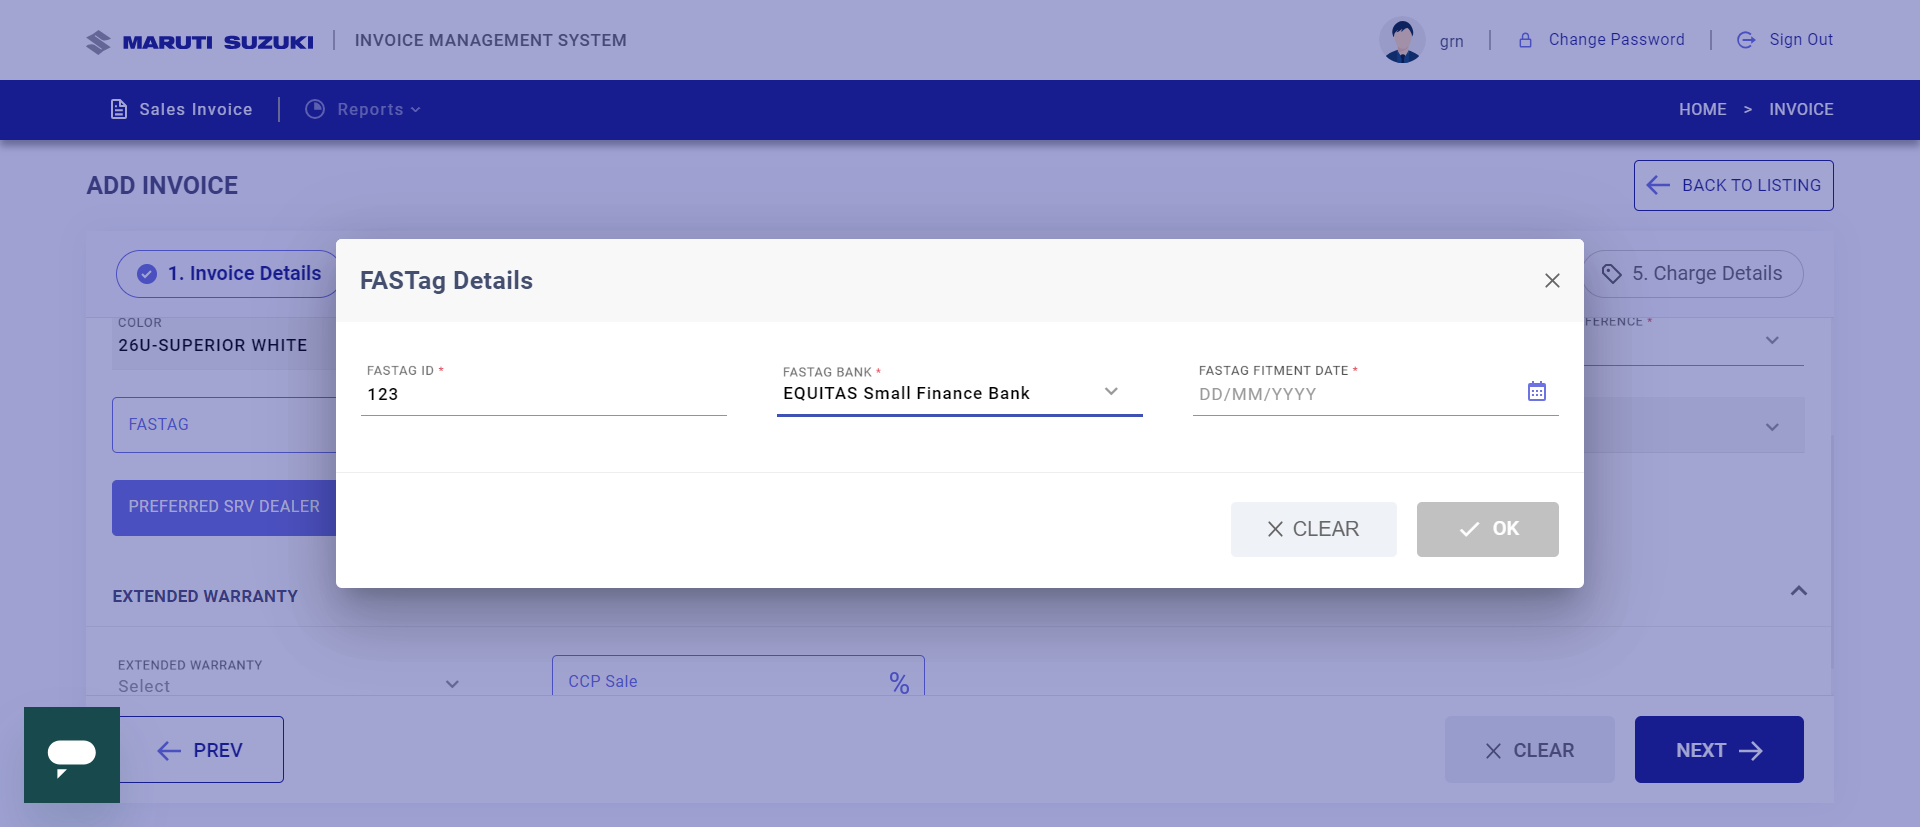 MARUTI SUZUKI
INVOICE MANAGEMENT SYSTEM
grn
Change Password
Sign Out
Sales Invoice
Reports
HOME > INVOICE
ADD INVOICE
BACK TO LISTING
1. Invoice Details
5. Charge Details
FASTag Details
COLOR
26U-SUPERIOR WHITE
FERENCE *
FASTAG ID *
123
FASTAG BANK *
EQUITAS Small Finance Bank
FASTAG FITMENT DATE *
DD/MM/YYYY
FASTAG
PREFERRED SRV DEALER
CLEAR
OK
EXTENDED WARRANTY
EXTENDED WARRANTY
Select
CCP Sale
%
PREV
CLEAR
NEXT